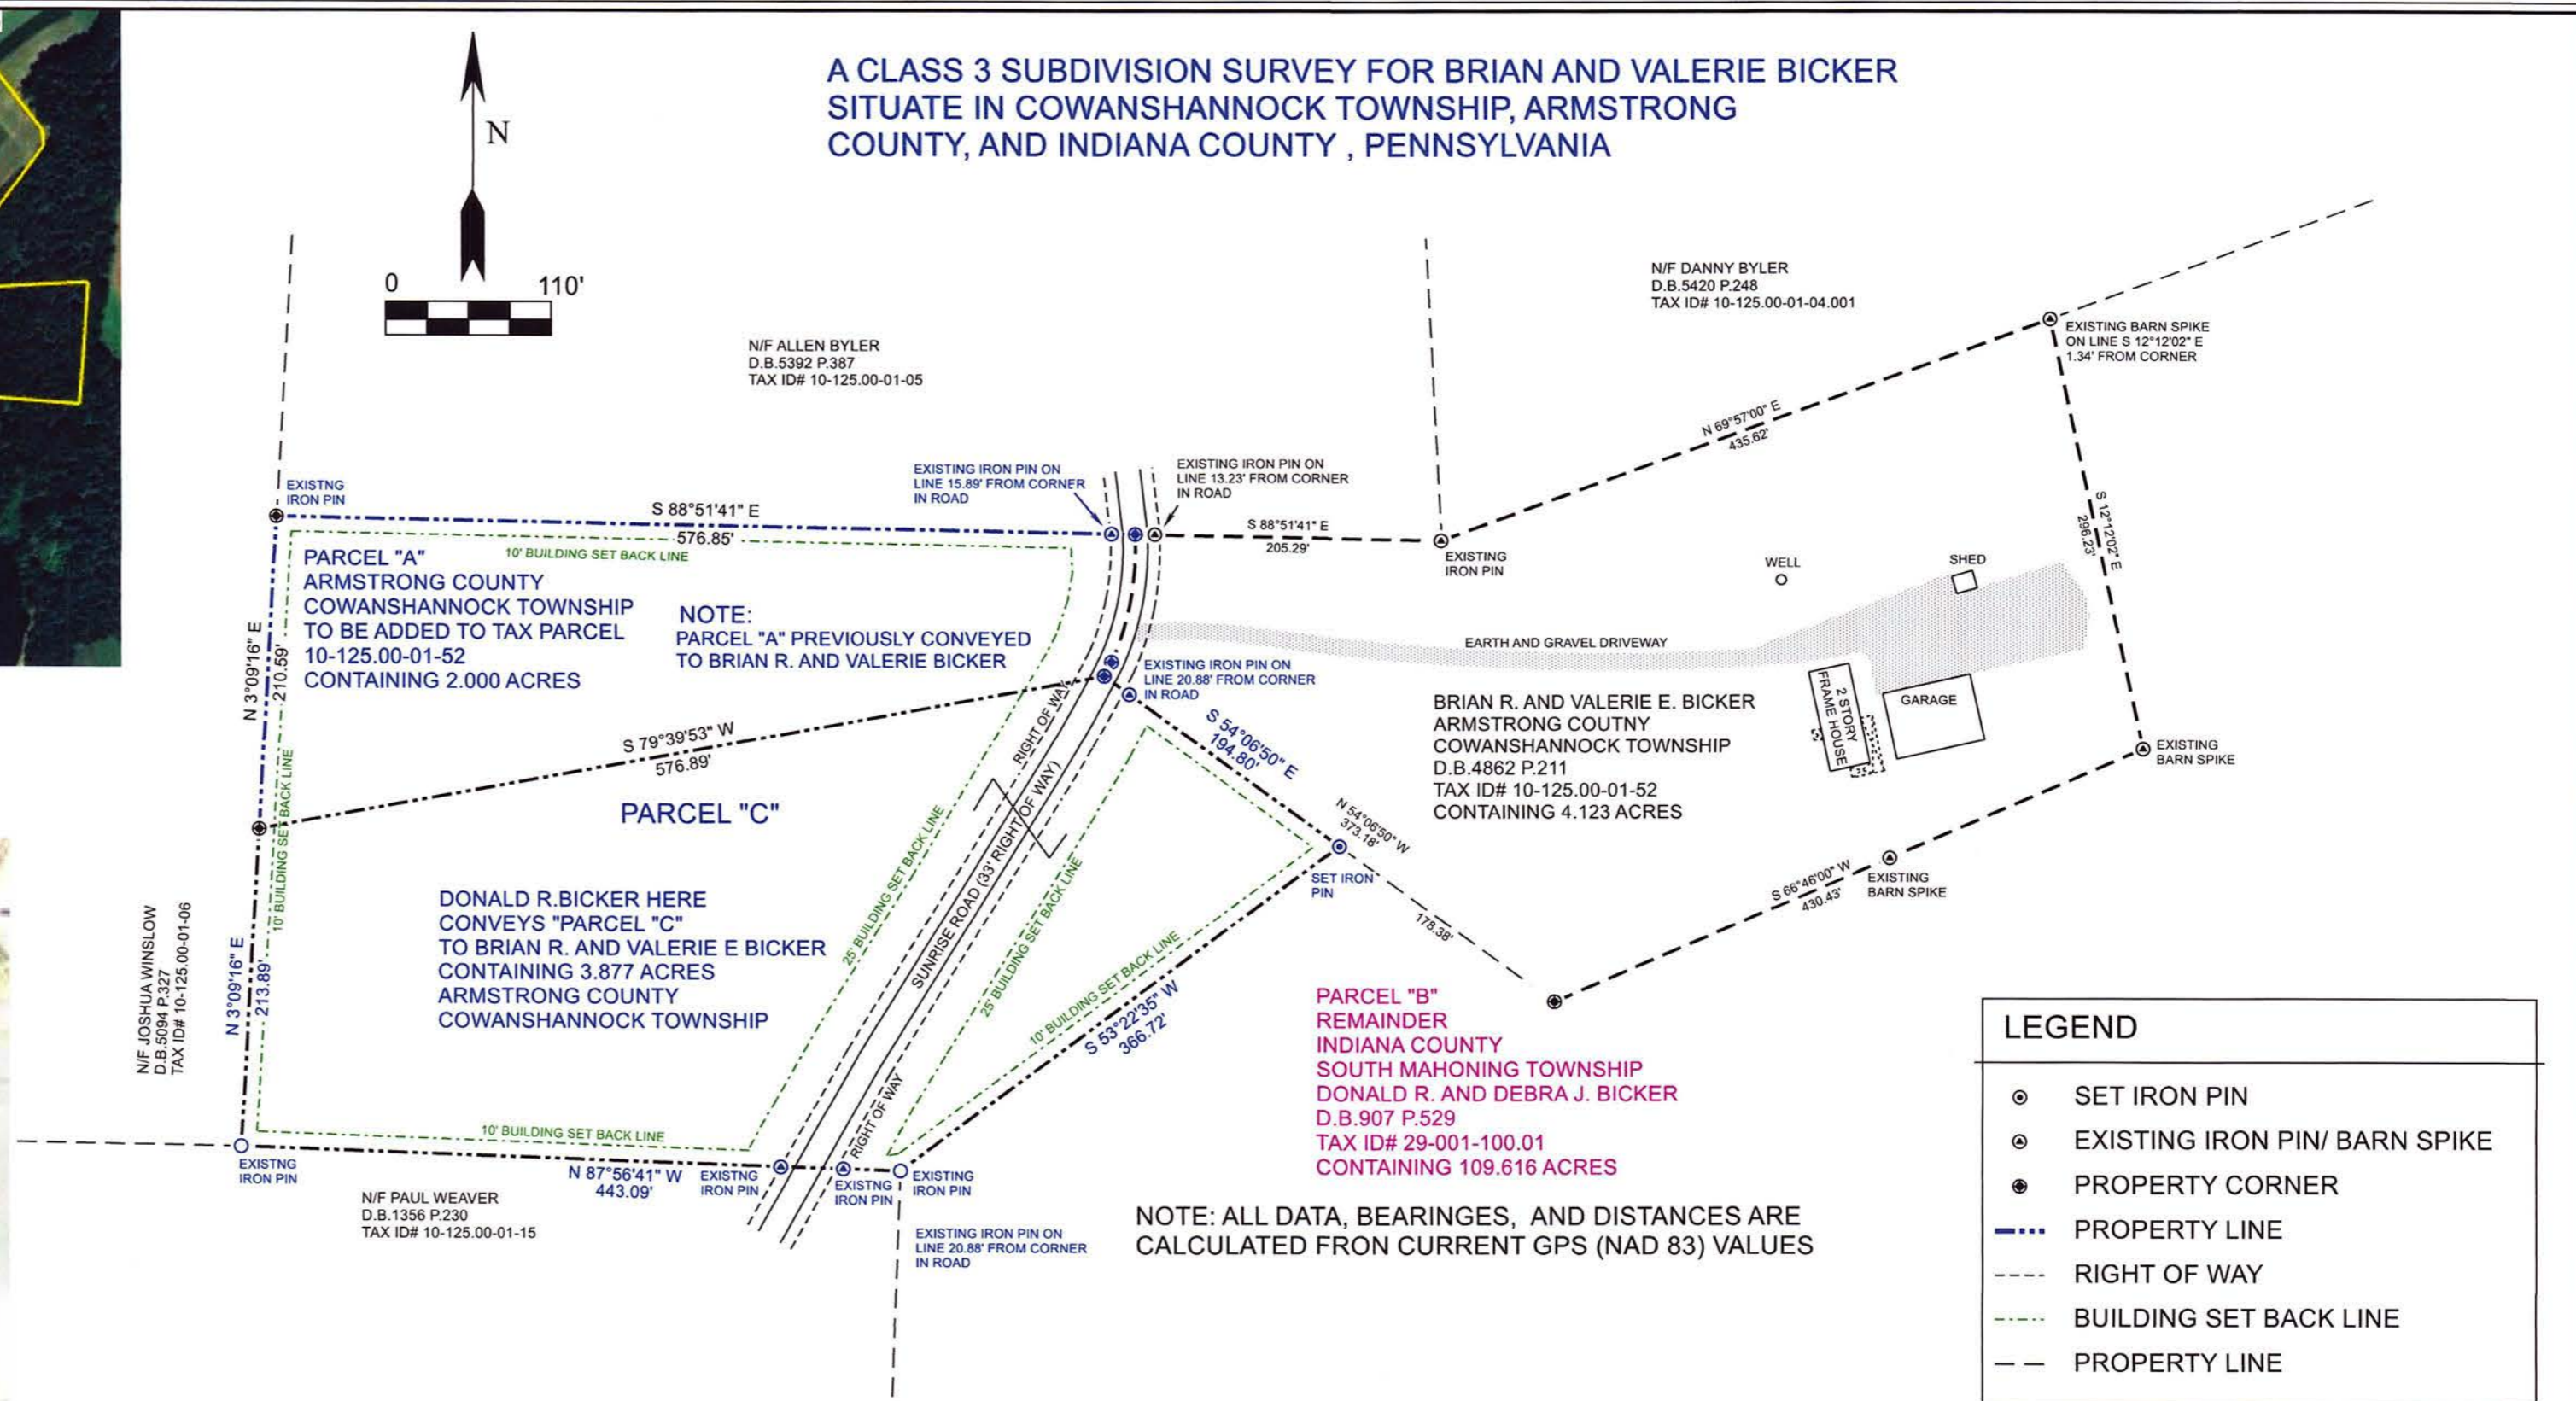 A CLASS 3 SUBDIVISION SURVEY FOR BRIAN AND VALERIE BICKER
SITUATE IN COWANSHANNOCK TOWNSHIP, ARMSTRONG
COUNTY, AND INDIANA COUNTY , PENNSYLVANIA
N
0 110'
N/F ALLEN BYLER
D.B.5392 P.387
TAX ID# 10-125.00-01-05
N/F DANNY BYLER
D.B.5420 P.248
TAX ID# 10-125.00-01-04.001
EXISTING BARN SPIKE
ON LINE S 12°12'02" E
1.34' FROM CORNER
N 69°57'00" E
435.62'
S 12°12'02" E
296.23'
EXISTNG
IRON PIN
S 88°51'41" E
576.85'
EXISTING IRON PIN ON
LINE 15.89' FROM CORNER
IN ROAD
EXISTING IRON PIN ON
LINE 13.23' FROM CORNER
IN ROAD
S 88°51'41" E
205.29'
EXISTING
IRON PIN
10' BUILDING SET BACK LINE
PARCEL "A"
ARMSTRONG COUNTY
COWANSHANNOCK TOWNSHIP
TO BE ADDED TO TAX PARCEL
10-125.00-01-52
CONTAINING 2.000 ACRES
NOTE:
PARCEL "A" PREVIOUSLY CONVEYED
TO BRIAN R. AND VALERIE BICKER
WELL
SHED
EARTH AND GRAVEL DRIVEWAY
2 STORY
FRAME HOUSE
GARAGE
N 3°09'16" E
210.59'
10' BUILDING SET BACK LINE
S 79°39'53" W
576.89'
RIGHT OF WAY
EXISTING IRON PIN ON
LINE 20.88' FROM CORNER
IN ROAD
S 54°06'50" E
194.80'
BRIAN R. AND VALERIE E. BICKER
ARMSTRONG COUTNY
COWANSHANNOCK TOWNSHIP
D.B.4862 P.211
TAX ID# 10-125.00-01-52
CONTAINING 4.123 ACRES
EXISTING
BARN SPIKE
N 54°06'50" W
373.18'
SET IRON
PIN
178.38'
S 66°46'00" W
430.43'
EXISTING
BARN SPIKE
PARCEL "C"
DONALD R.BICKER HERE
CONVEYS "PARCEL "C"
TO BRIAN R. AND VALERIE E BICKER
CONTAINING 3.877 ACRES
ARMSTRONG COUNTY
COWANSHANNOCK TOWNSHIP
25' BUILDING SET BACK LINE
SUNRISE ROAD (33' RIGHT OF WAY)
25' BUILDING SET BACK LINE
10' BUILDING SET BACK LINE
S 53°22'35" W
366.72'
RIGHT OF WAY
N/F JOSHUA WINSLOW
D.B.5094 P.327
TAX ID# 10-125.00-01-06
N 3°09'16" E
213.89'
10' BUILDING SET BACK LINE
EXISTNG
IRON PIN
N 87°56'41" W
443.09'
EXISTNG
IRON PIN
EXISTNG
IRON PIN
EXISTING
IRON PIN
N/F PAUL WEAVER
D.B.1356 P.230
TAX ID# 10-125.00-01-15
EXISTING IRON PIN ON
LINE 20.88' FROM CORNER
IN ROAD
PARCEL "B"
REMAINDER
INDIANA COUNTY
SOUTH MAHONING TOWNSHIP
DONALD R. AND DEBRA J. BICKER
D.B.907 P.529
TAX ID# 29-001-100.01
CONTAINING 109.616 ACRES
NOTE: ALL DATA, BEARINGES, AND DISTANCES ARE
CALCULATED FRON CURRENT GPS (NAD 83) VALUES
LEGEND
SET IRON PIN
EXISTING IRON PIN/ BARN SPIKE
PROPERTY CORNER
PROPERTY LINE
RIGHT OF WAY
BUILDING SET BACK LINE
PROPERTY LINE